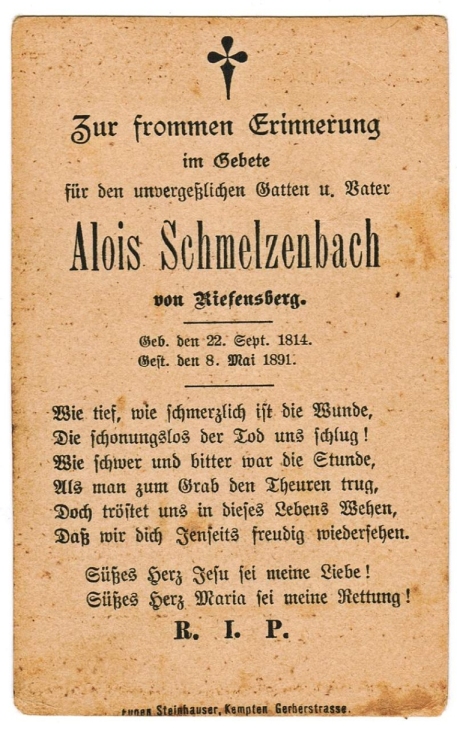 Zur frommen Erinnerung
im Gebete
für den unvergeßlichen Gatten u. Vater
Alois Schmelzenbach
von Riefensberg.
Geb. den 22. Sept. 1814.
Gest. den 8. Mai 1891.
Wie tief, wie schmerzlich ist die Wunde,
Die schonungslos der Tod uns schlug!
Wie schwer und bitter war die Stunde,
Als man zum Grab den Theuren trug,
Doch tröstet uns in dieses Lebens Wehen,
Daß wir dich Jenseits freudig wiedersehen.
Süßes Herz Jesu sei meine Liebe!
Süßes Herz Maria sei meine Rettung!
R. I. P.
Steinhauser, Kempten Gerberstrasse.